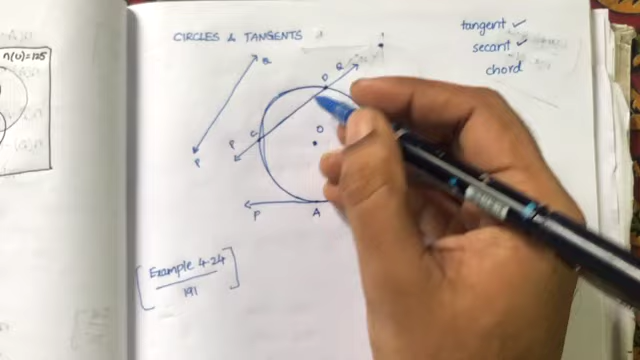 n(U)=125
CIRCLES & TANGENTS
tangent ✓
secant ✓
chord
Q
D Q
P
C
P
O
P A
Example 4.24
191